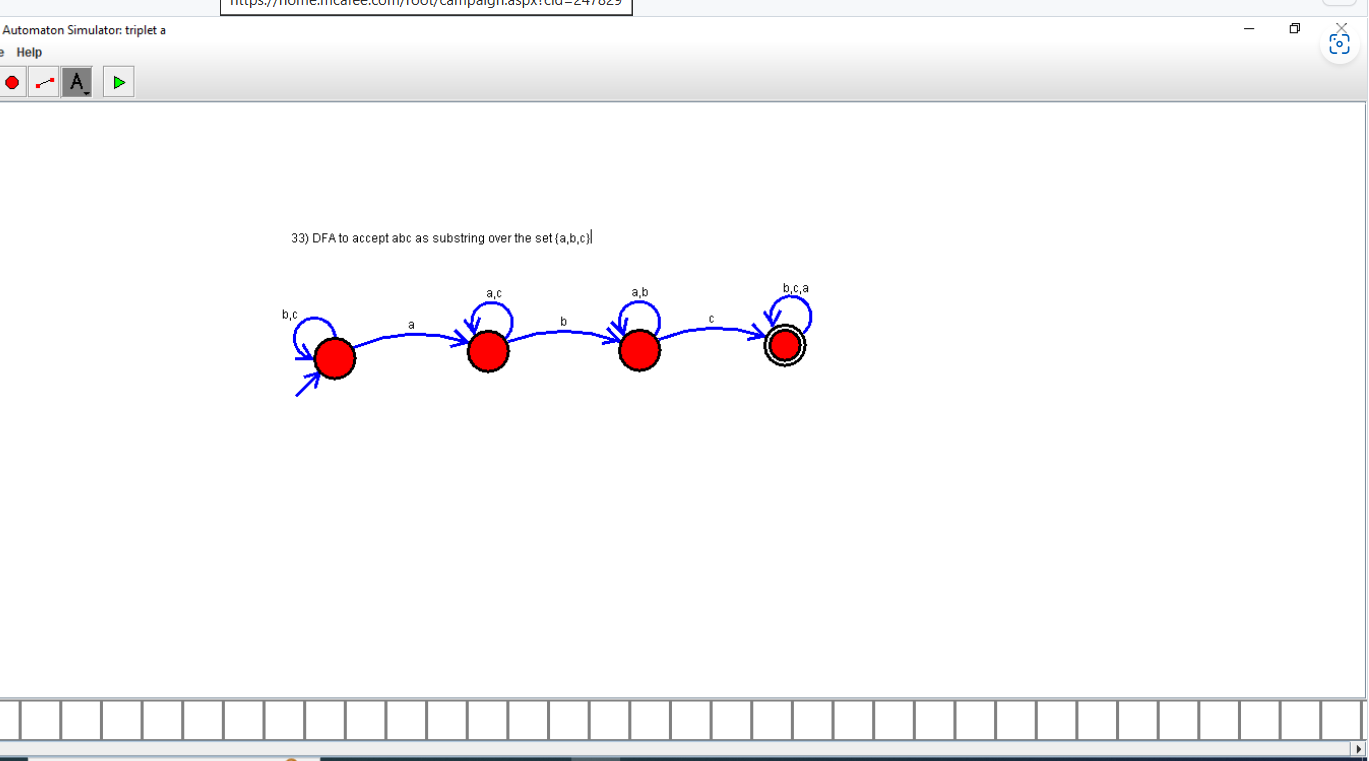 https://home.mcafee.com/root/campaign.aspx?cid=247829
Automaton Simulator: triplet a
e Help
A
33) DFA to accept abc as substring over the set {a,b,c}
b,c
a
a,c
b
a,b
c
b,c,a